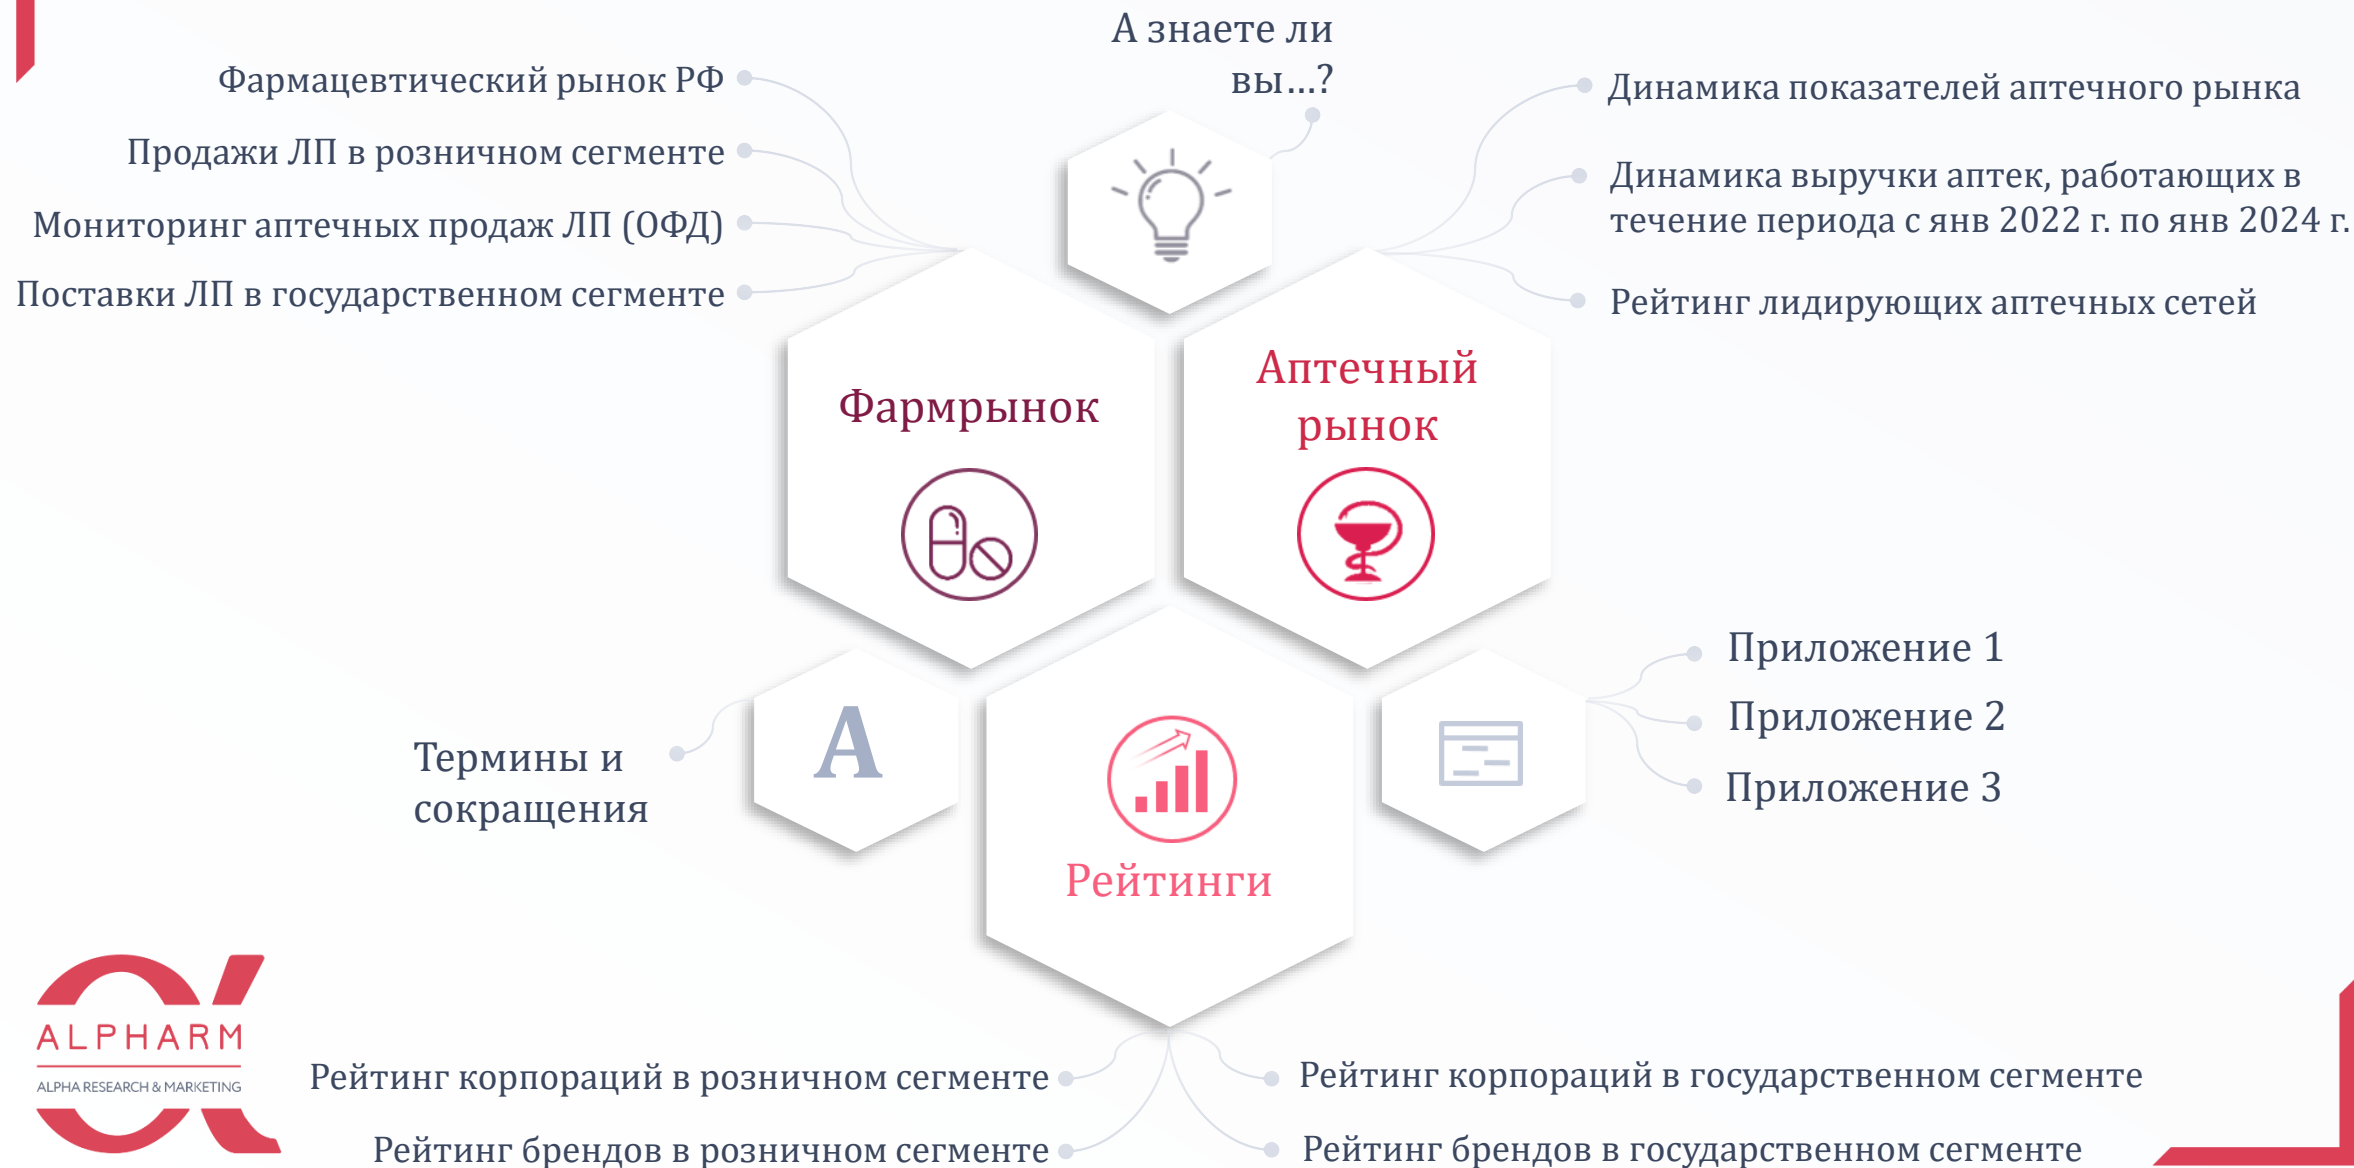 А знаете ли
вы...?
Фармацевтический рынок РФ
Продажи ЛП в розничном сегменте
Мониторинг аптечных продаж ЛП (ОФД)
Поставки ЛП в государственном сегменте
Динамика показателей аптечного рынка
Динамика выручки аптек, работающих в
течение периода с янв 2022 г. по янв 2024 г.
Рейтинг лидирующих аптечных сетей
Фармрынок
Аптечный
рынок
Термины и
сокращения
А
Рейтинги
Приложение 1
Приложение 2
Приложение 3
ALPHARM
ALPHA RESEARCH & MARKETING
Рейтинг корпораций в розничном сегменте
Рейтинг брендов в розничном сегменте
Рейтинг корпораций в государственном сегменте
Рейтинг брендов в государственном сегменте